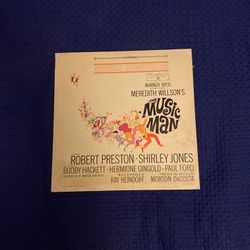 WARNER BROS.
MEREDITH WILLSON'S
THE
MUSIC
MAN
ROBERT PRESTON · SHIRLEY JONES
BUDDY HACKETT · HERMIONE GINGOLD · PAUL FORD
RAY HEINDORF
MORTON DaCOSTA